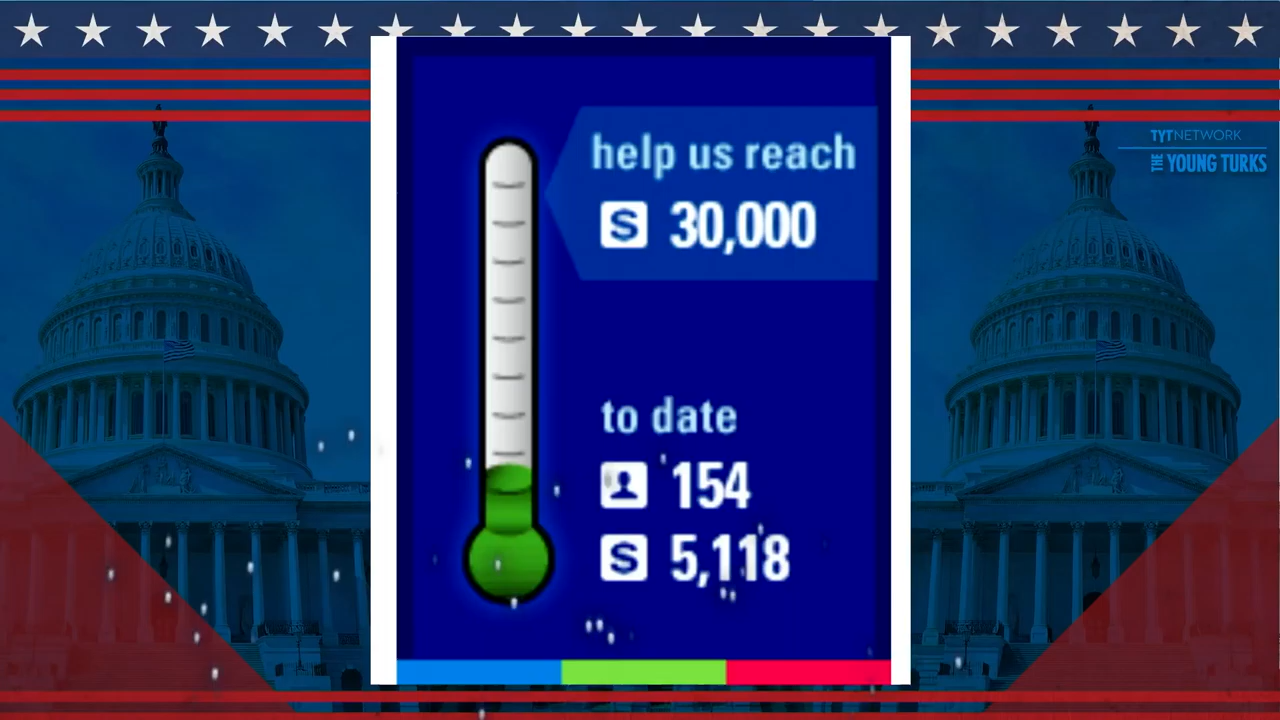 help us reach
S 30,000
to date
154
S 5,118
TYTNETWORK
THE YOUNG TURKS